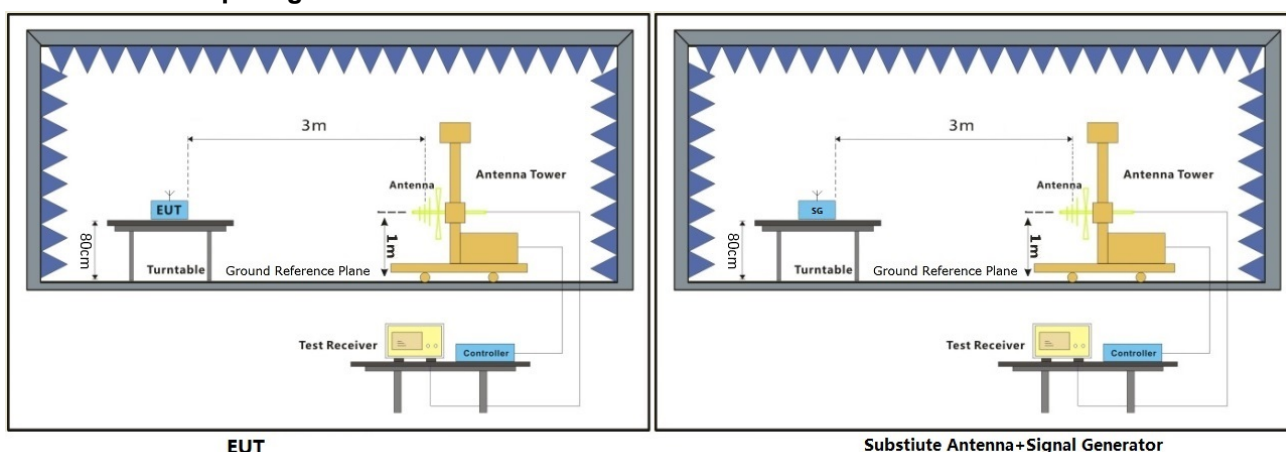 3m
Antenna
Antenna Tower
EUT
80cm
1m
Turntable
Ground Reference Plane
Test Receiver
Controller
EUT
3m
Antenna
Antenna Tower
SG
80cm
1m
Turntable
Ground Reference Plane
Test Receiver
Controller
Substiute Antenna+Signal Generator